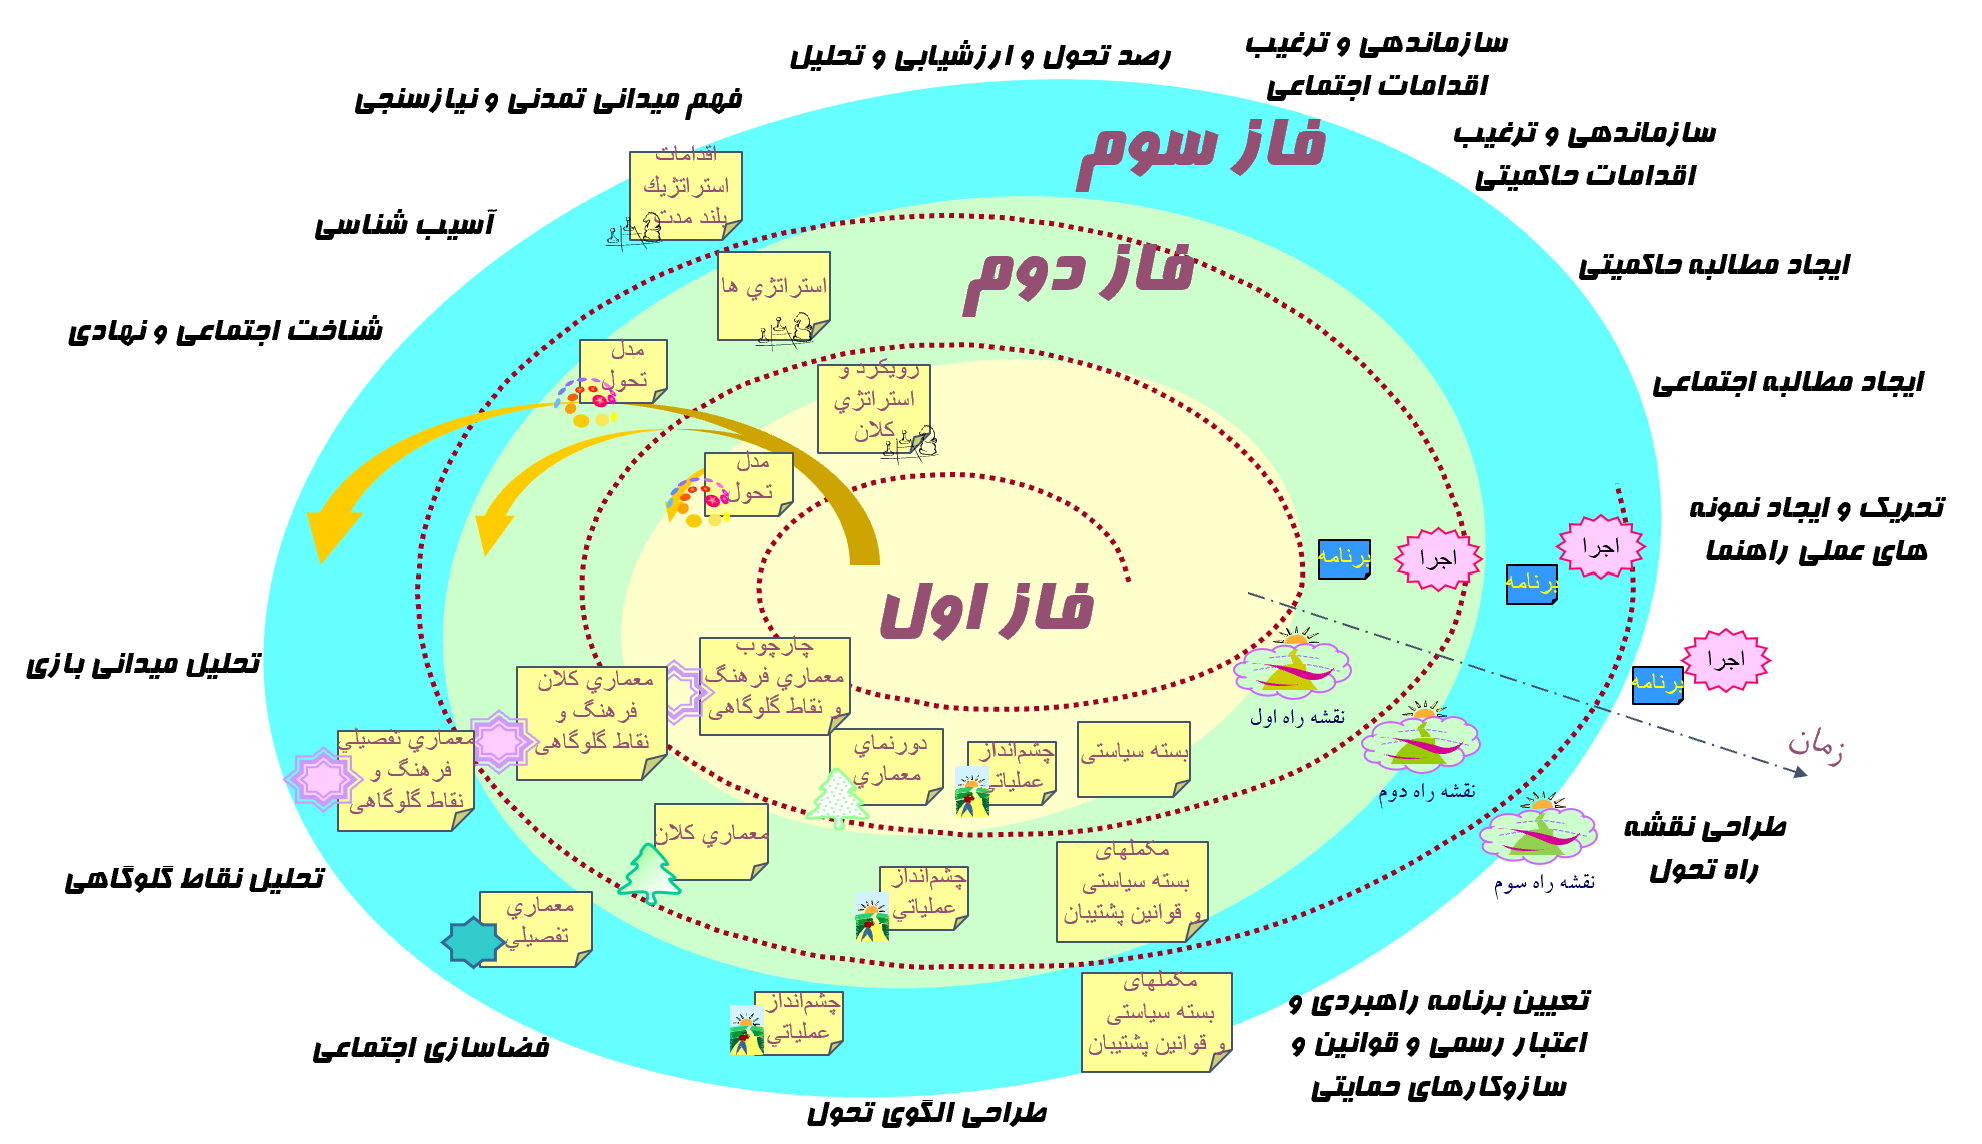 سازماندهی و ترغیب
اقدامات اجتماعی
رصد تحول و ارزشیابی و تحلیل
فهم میدانی تمدنی و نیازسنجی
سازماندهی و ترغیب
اقدامات حاکمیتی
فاز سوم
اقدامات
استراتژيك
بلند مدت
آسیب شناسی
ایجاد مطالبه حاکمیتی
فاز دوم
استراتژي ها
شناخت اجتماعی و نهادی
مدل
تحول
رویکرد و
استراتژي
کلان
ایجاد مطالبه اجتماعی
مدل
تحول
تحریک و ایجاد نمونه
های عملی راهنما
اجرا
برنامه
اجرا
برنامه
اجرا
برنامه
فاز اول
چارچوب
معماري فرهنگ
و نقاط گلوگاهی
معماري کلان
فرهنگ و
نقاط گلوگاهی
معماري تفصيلي
فرهنگ و
نقاط گلوگاهی
تحلیل میدانی بازی
نقشه راه اول
دورنماي
معماري
چشم‌انداز
عملياتي
بسته سیاستی
زمان
نقشه راه دوم
نقشه راه سوم
طراحی نقشه
راه تحول
معماري کلان
چشم‌انداز
عملياتي
مکملهای
بسته سیاستی
و قوانین پشتیبان
تحلیل نقاط گلوگاهی
معماري
تفصيلي
چشم‌انداز
عملياتي
مکملهای
بسته سیاستی
و قوانین پشتیبان
تعیین برنامه راهبردی و
اعتبار رسمی و قوانین و
سازوکارهای حمایتی
فضاسازی اجتماعی
طراحی الگوی تحول